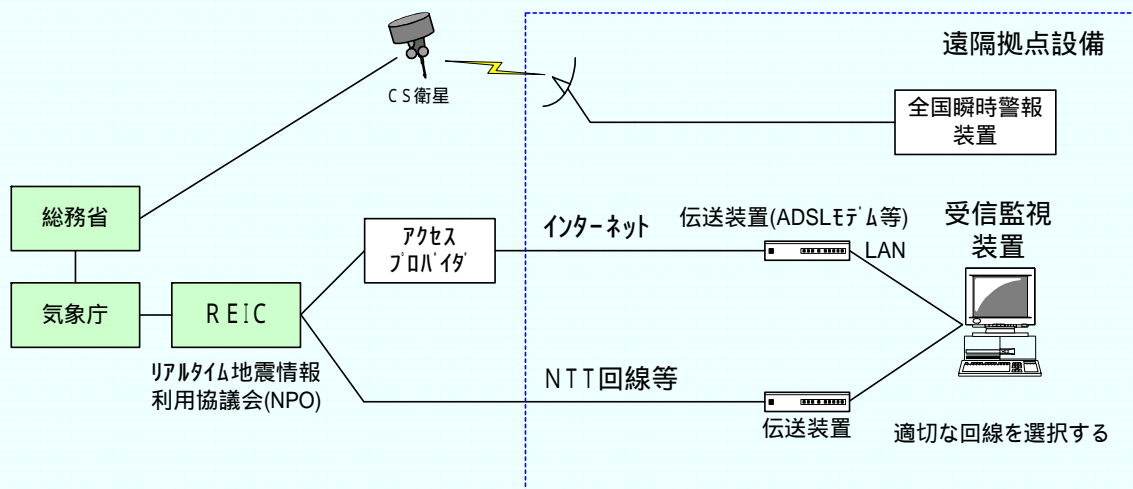 遠隔拠点設備
CS衛星
全国瞬時警報
装置
総務省
アクセス
プロバイダ
インターネット
伝送装置(ADSLモデム等)
LAN
受信監視
装置
気象庁
REIC
リアルタイム地震情報
利用協議会(NPO)
NTT回線等
伝送装置
適切な回線を選択する